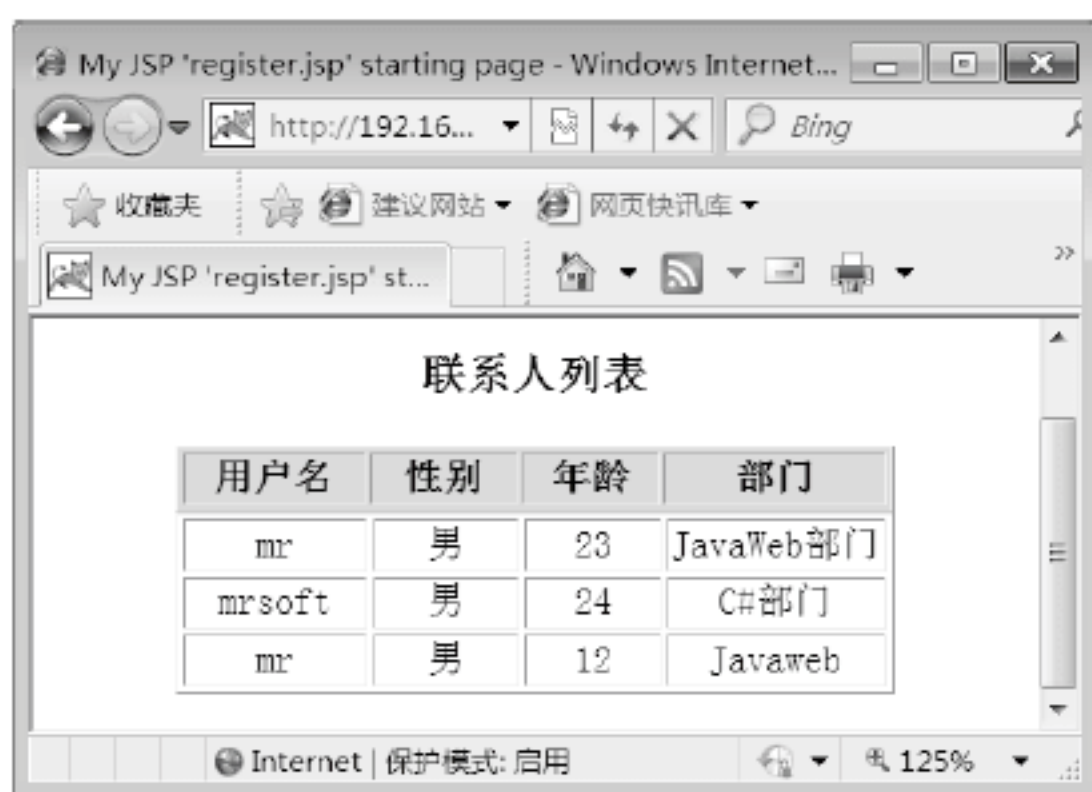 My JSP 'register.jsp' starting page - Windows Internet...
http://192.16...
Bing
收藏夹 建议网站 网页快讯库
My JSP 'register.jsp' st...
联系人列表
用户名 性别 年龄 部门
mr 男 23 JavaWeb部门
mrsoft 男 24 C#部门
mr 男 12 Javaweb
Internet | 保护模式: 启用 125%